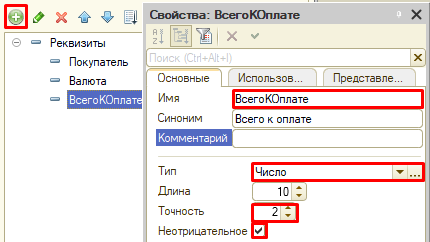 Свойства: ВсегоКОплате
Поиск (Ctrl+Alt+I)
Реквизиты
Покупатель
Валюта
ВсегоКОплате
Основные
Использов...
Представле...
Имя
ВсегоКОплате
Синоним
Всего к оплате
Комментарий
Тип
Число
...
Длина
10
Точность
2
Неотрицательное